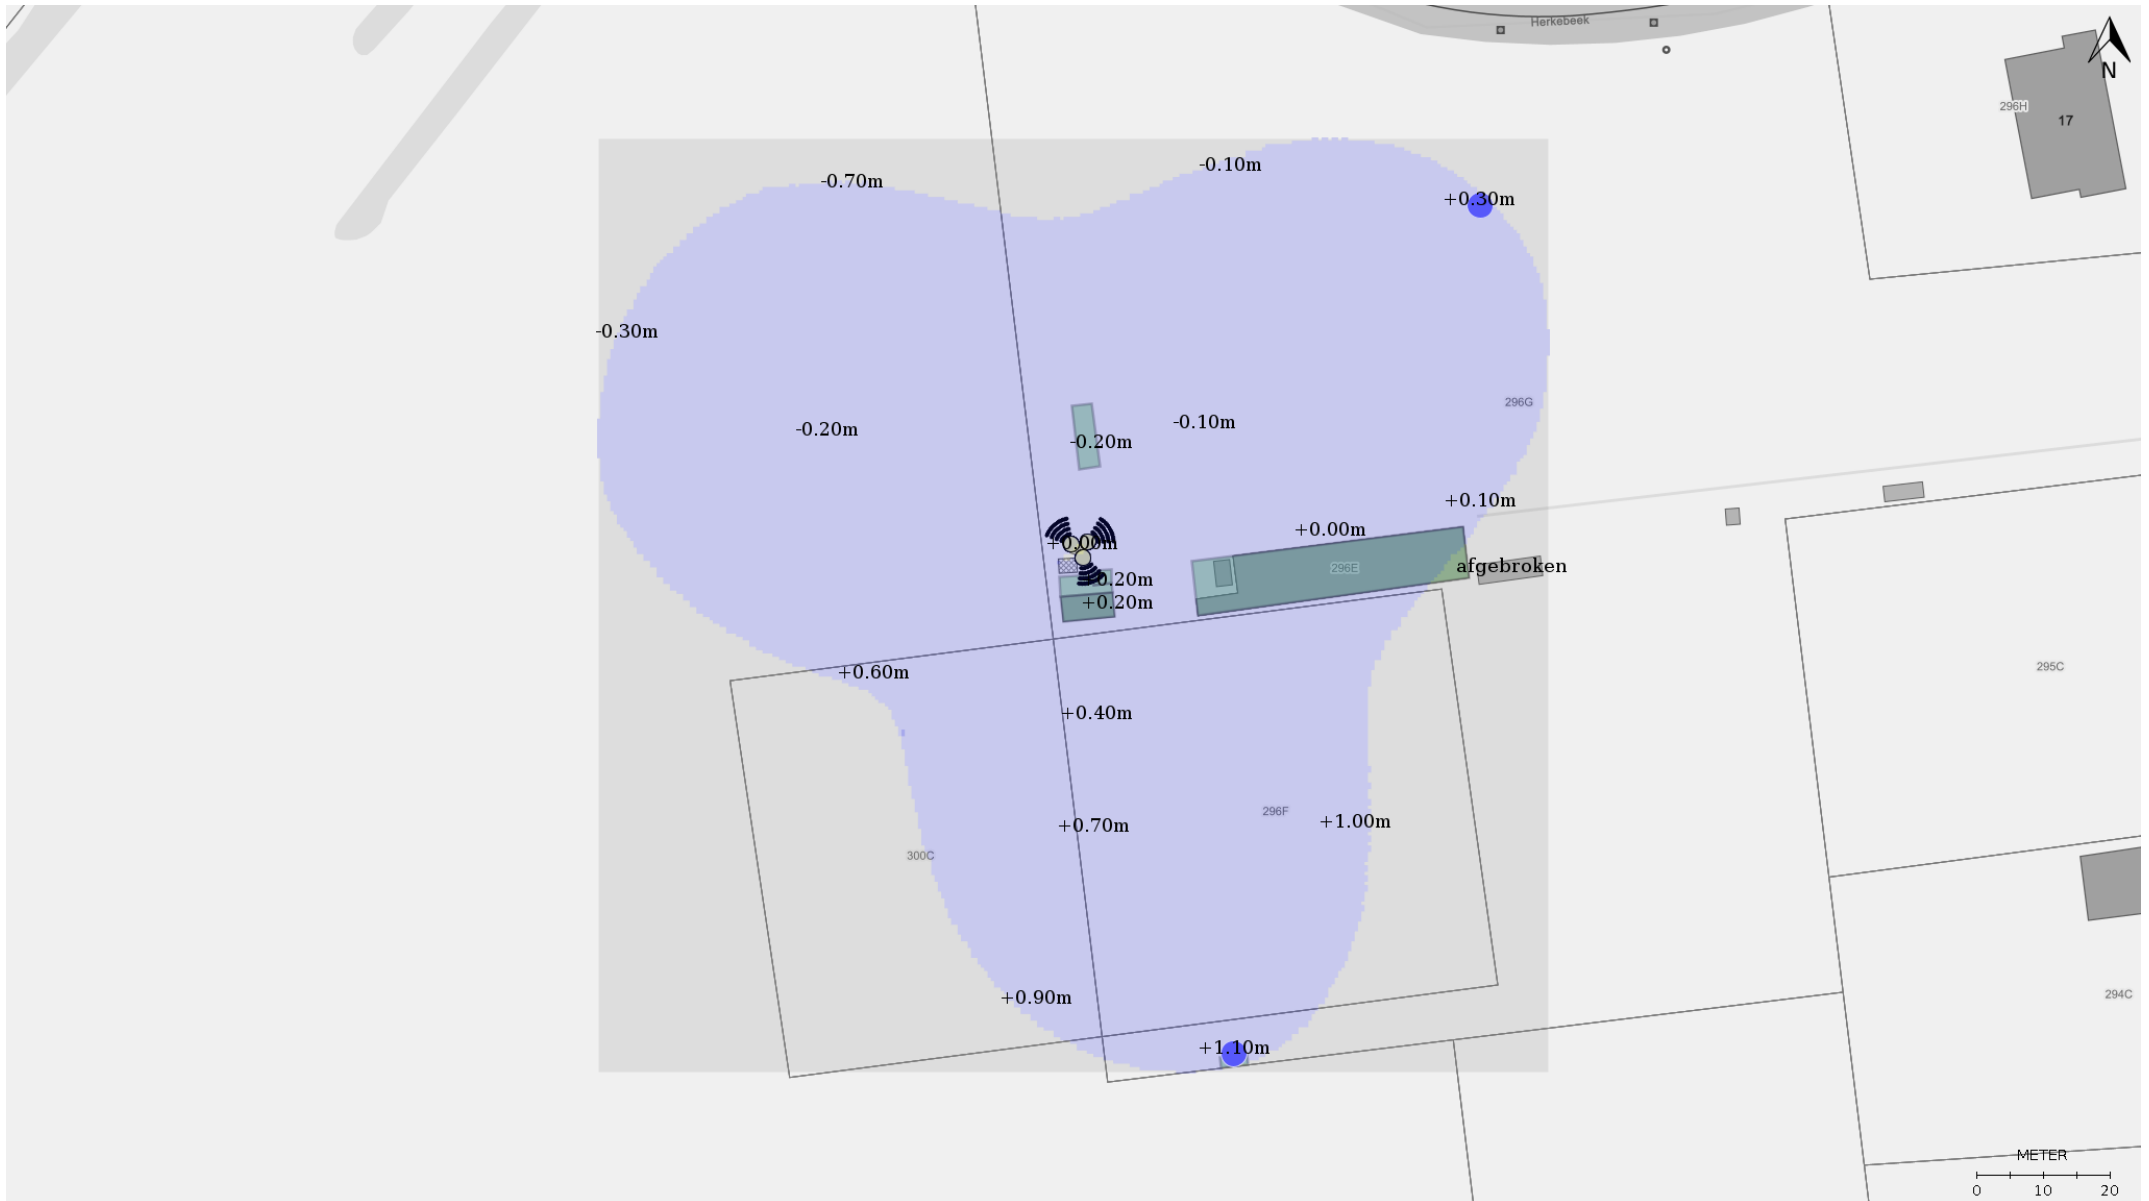 Herkebeek
N
296H
17
-0.10m
-0.70m
+0.30m
-0.30m
296G
-0.10m
-0.20m
-0.20m
+0.10m
+0.00m
+0.00m
296E
afgebroken
+0.20m
+0.20m
295C
+0.60m
+0.40m
296F
+1.00m
+0.70m
300C
294C
+0.90m
+1.10m
METER
0 10 20